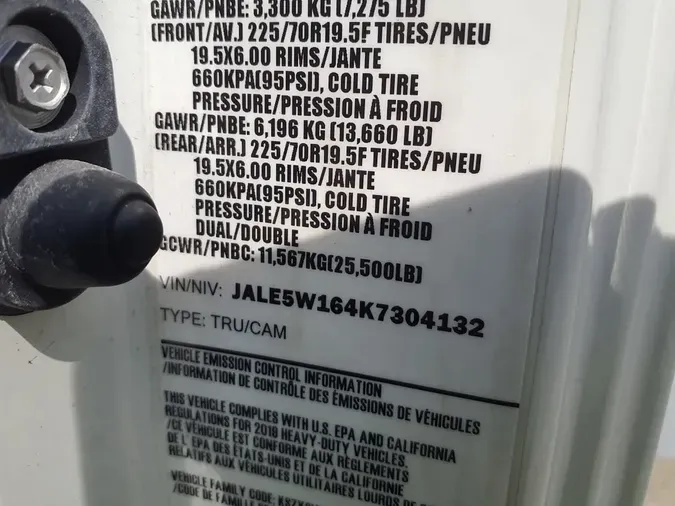 GAWR/PNBE: 3,300 KG (7,275 LB)
(FRONT/AV.) 225/70R19.5F TIRES/PNEU
19.5X6.00 RIMS/JANTE
660KPA(95PSI), COLD TIRE
PRESSURE/PRESSION À FROID
GAWR/PNBE: 6,196 KG (13,660 LB)
(REAR/ARR.) 225/70R19.5F TIRES/PNEU
19.5X6.00 RIMS/JANTE
660KPA(95PSI), COLD TIRE
PRESSURE/PRESSION À FROID
DUAL/DOUBLE
GCWR/PNBC: 11,567KG(25,500LB)
VIN/NIV: JALE5W164K7304132
TYPE: TRU/CAM
VEHICLE EMISSION CONTROL INFORMATION
/INFORMATION DE CONTRÔLE DES ÉMISSIONS DE VÉHICULES
THIS VEHICLE COMPLIES WITH U.S. EPA AND CALIFORNIA
REGULATIONS FOR 2018 HEAVY-DUTY VEHICLES.
/CE VÉHICULE EST CONFORME AUX RÈGLEMENTS
DE L' EPA DES ÉTATS-UNIS ET DE LA CALIFORNIE
RELATIFS AUX VÉHICULES UTILITAIRES LOURDS DE
VEHICLE FAMILY CODE:
/CODE DE FAMILLE